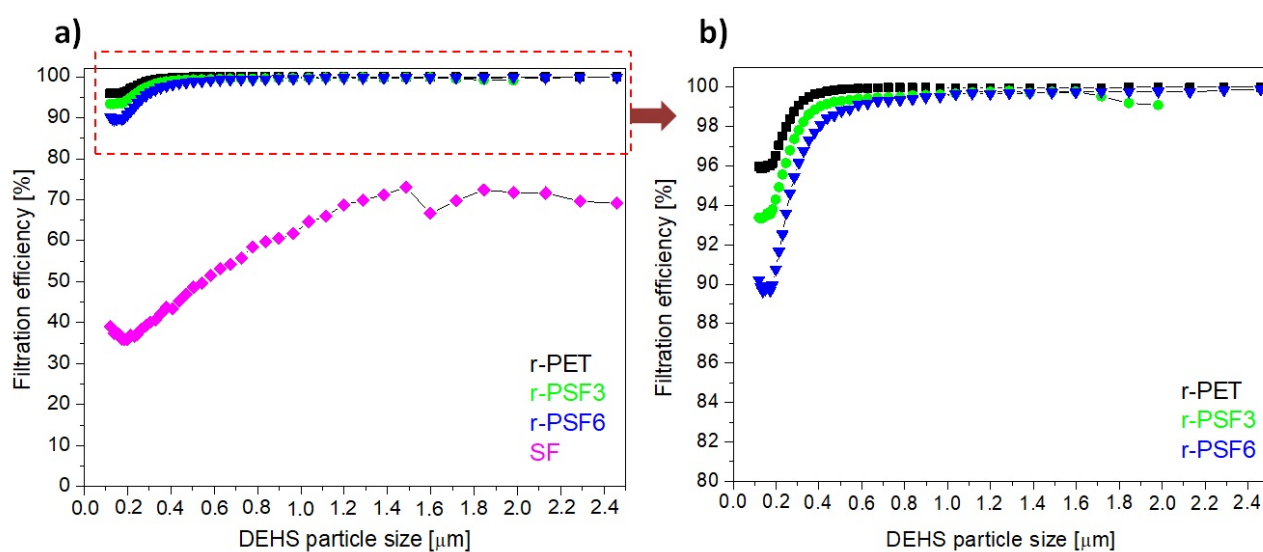 a)
Filtration efficiency [%]
100
90
80
70
60
50
40
30
20
10
0
r-PET
r-PSF3
r-PSF6
SF
0.0 0.2 0.4 0.6 0.8 1.0 1.2 1.4 1.6 1.8 2.0 2.2 2.4
DEHS particle size [μm]
b)
Filtration efficiency [%]
100
98
96
94
92
90
88
86
84
82
80
r-PET
r-PSF3
r-PSF6
0.0 0.2 0.4 0.6 0.8 1.0 1.2 1.4 1.6 1.8 2.0 2.2 2.4
DEHS particle size [μm]